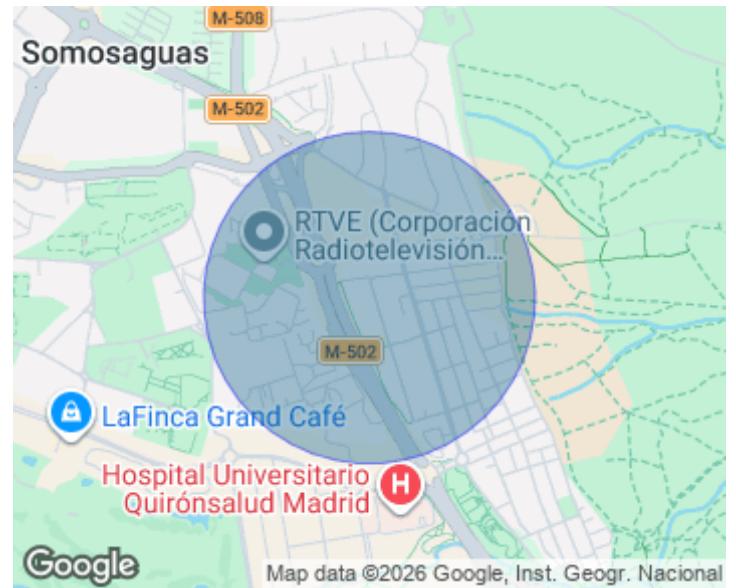 M-508
Somosaguas
M-502
RTVE (Corporación
Radiotelevisión...
M-502
LaFinca Grand Café
Hospital Universitario
Quirónsalud Madrid
H
Google
Map data ©2026 Google, Inst. Geogr. Nacional